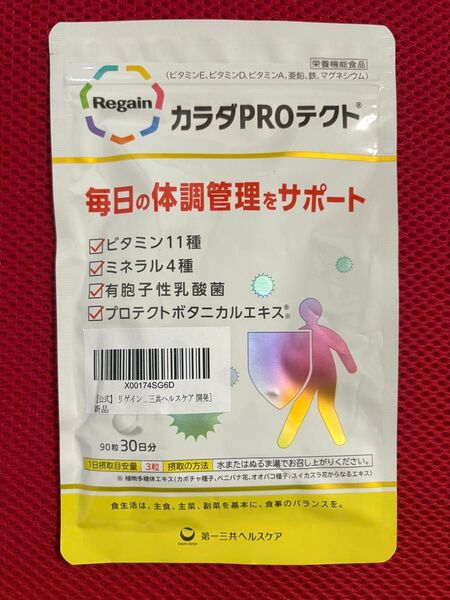 栄養機能食品
(ビタミンE、ビタミンD、ビタミンA、亜鉛、鉄、マグネシウム)
Regain
カラダPROテクト®
毎日の体調管理をサポート
ビタミン11種
ミネラル4種
有胞子性乳酸菌
プロテクトボタニカルエキス®※
X00174SG6D
【公式】 リゲイン ... 三共ヘルスケア 開発】
新品
90粒 30日分
1日摂取目安量 3粒 摂取の方法 水またはぬるま湯でお召し上がりください。
※ 植物多糖体エキス(カボチャ種子、ベニバナ花、オオバコ種子、スイカズラ花からなるエキス)
食生活は、主食、主菜、副菜を基本に、食事のバランスを。
第一三共ヘルスケア